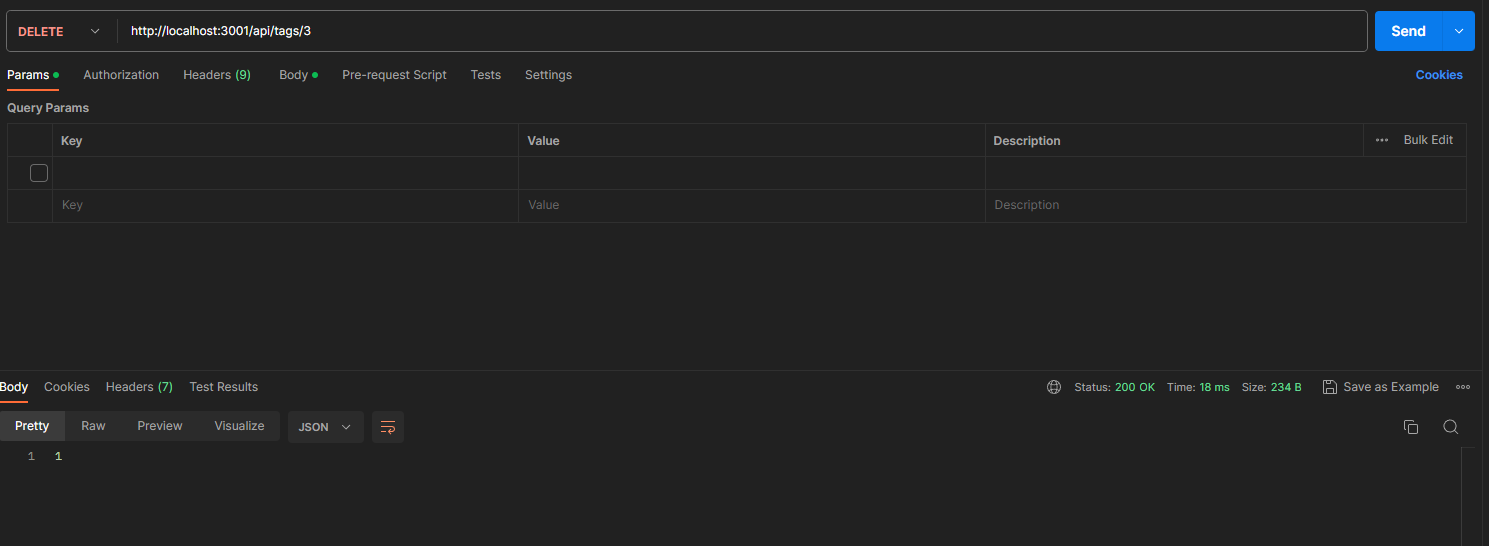 DELETE http://localhost:3001/api/tags/3 Send
Params Authorization Headers (9) Body Pre-request Script Tests Settings Cookies
Query Params
Key Value Description Bulk Edit
Key Value Description
Body Cookies Headers (7) Test Results Status: 200 OK Time: 18 ms Size: 234 B Save as Example
Pretty Raw Preview Visualize JSON
1 1